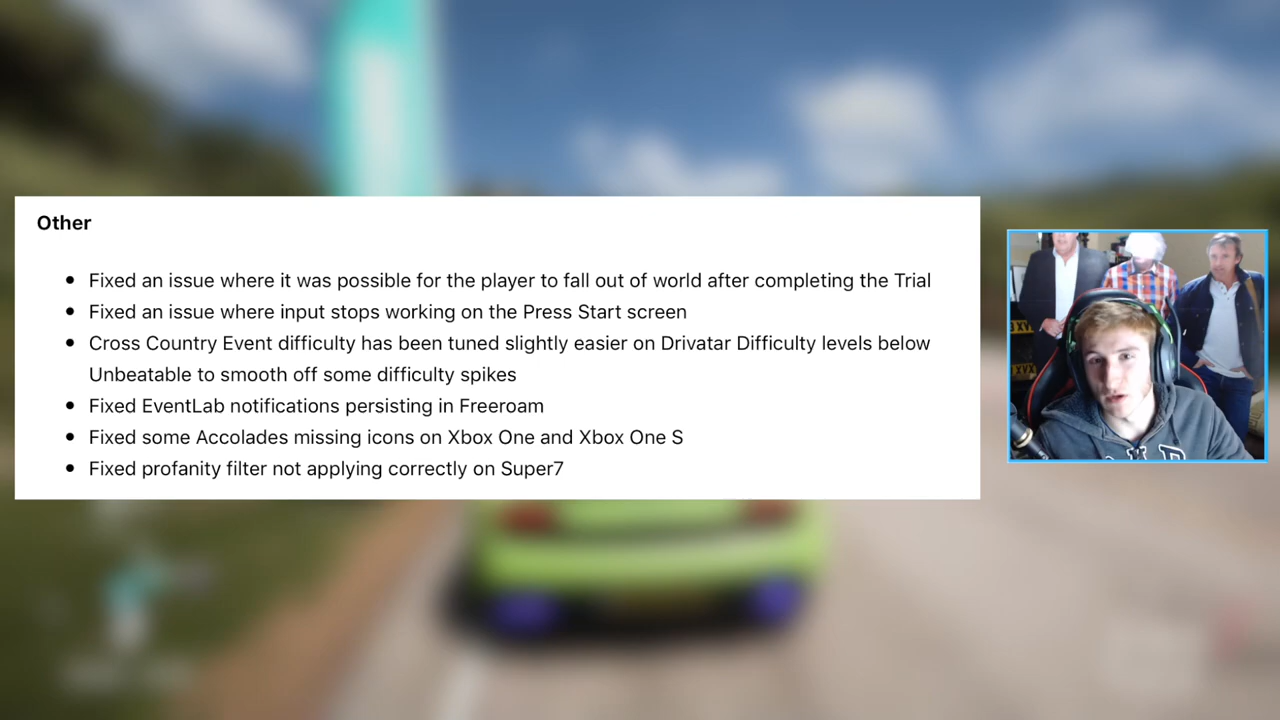 Other
• Fixed an issue where it was possible for the player to fall out of world after completing the Trial
• Fixed an issue where input stops working on the Press Start screen
• Cross Country Event difficulty has been tuned slightly easier on Drivatar Difficulty levels below
Unbeatable to smooth off some difficulty spikes
• Fixed EventLab notifications persisting in Freeroam
• Fixed some Accolades missing icons on Xbox One and Xbox One S
• Fixed profanity filter not applying correctly on Super7